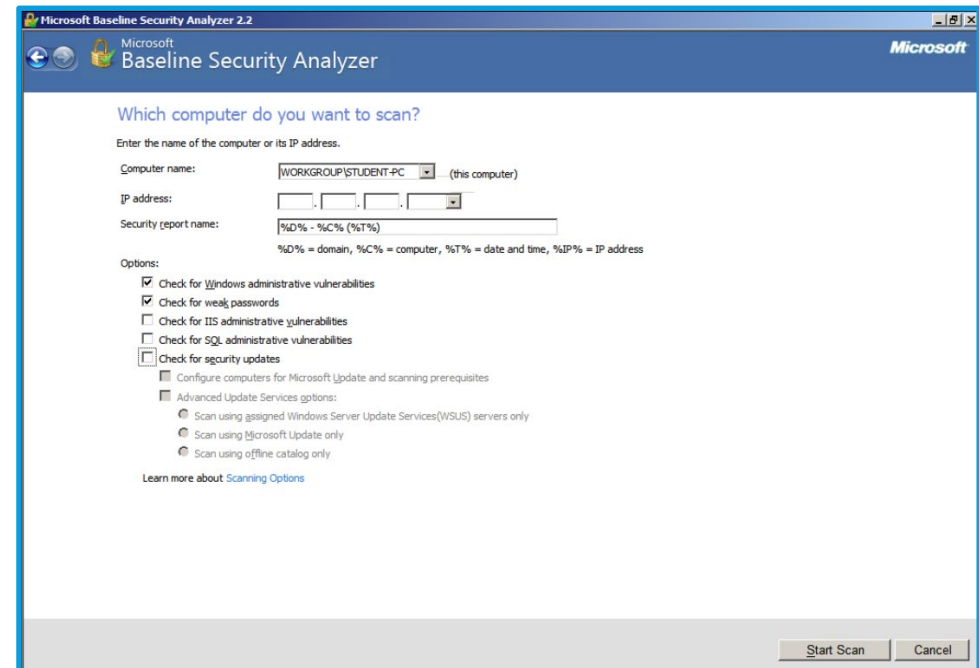 Microsoft Baseline Security Analyzer 2.2
Microsoft
Baseline Security Analyzer
Microsoft
Which computer do you want to scan?
Enter the name of the computer or its IP address.
Computer name: WORKGROUP\STUDENT-PC (this computer)
IP address: . . .
Security report name: %D% - %C% (%T%)
%D% = domain, %C% = computer, %T% = date and time, %IP% = IP address
Options:
Check for Windows administrative vulnerabilities
Check for weak passwords
Check for IIS administrative vulnerabilities
Check for SQL administrative vulnerabilities
Check for security updates
Configure computers for Microsoft Update and scanning prerequisites
Advanced Update Services options:
Scan using assigned Windows Server Update Services(WSUS) servers only
Scan using Microsoft Update only
Scan using offline catalog only
Learn more about Scanning Options
Start Scan Cancel